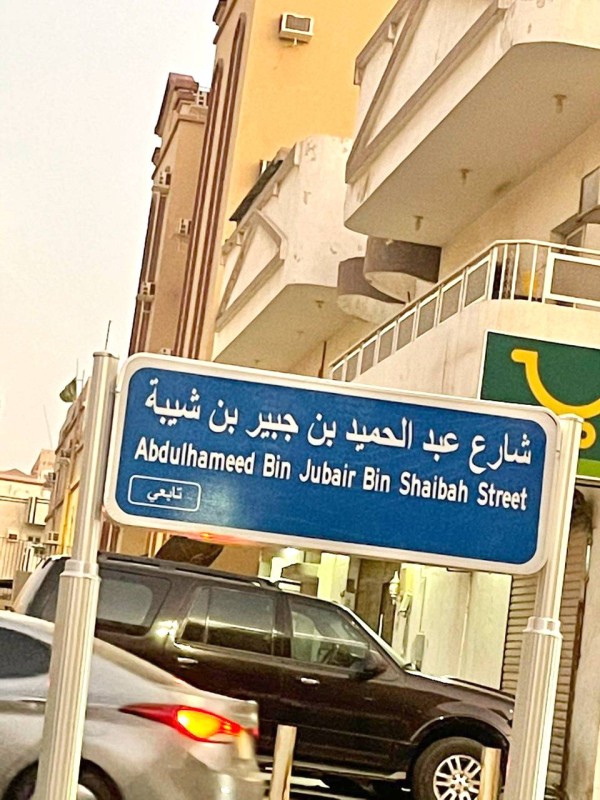 شارع عبد الحميد بن جبير بن شيبة
Abdulhameed Bin Jubair Bin Shaibah Street
تابعي